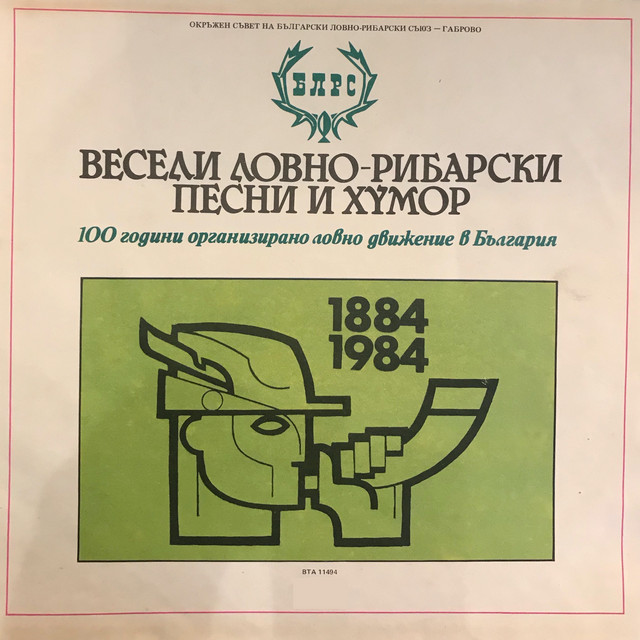 ОКРЪЖЕН СЪВЕТ НА БЪЛГАРСКИ ЛОВНО-РИБАРСКИ СЪЮЗ — ГАБРОВО
БЛРС
ВЕСЕЛИ ЛОВНО-РИБАРСКИ
ПЕСНИ И ХУМОР
100 години организирано ловно движение в България
1884
1984
ВТА 11494